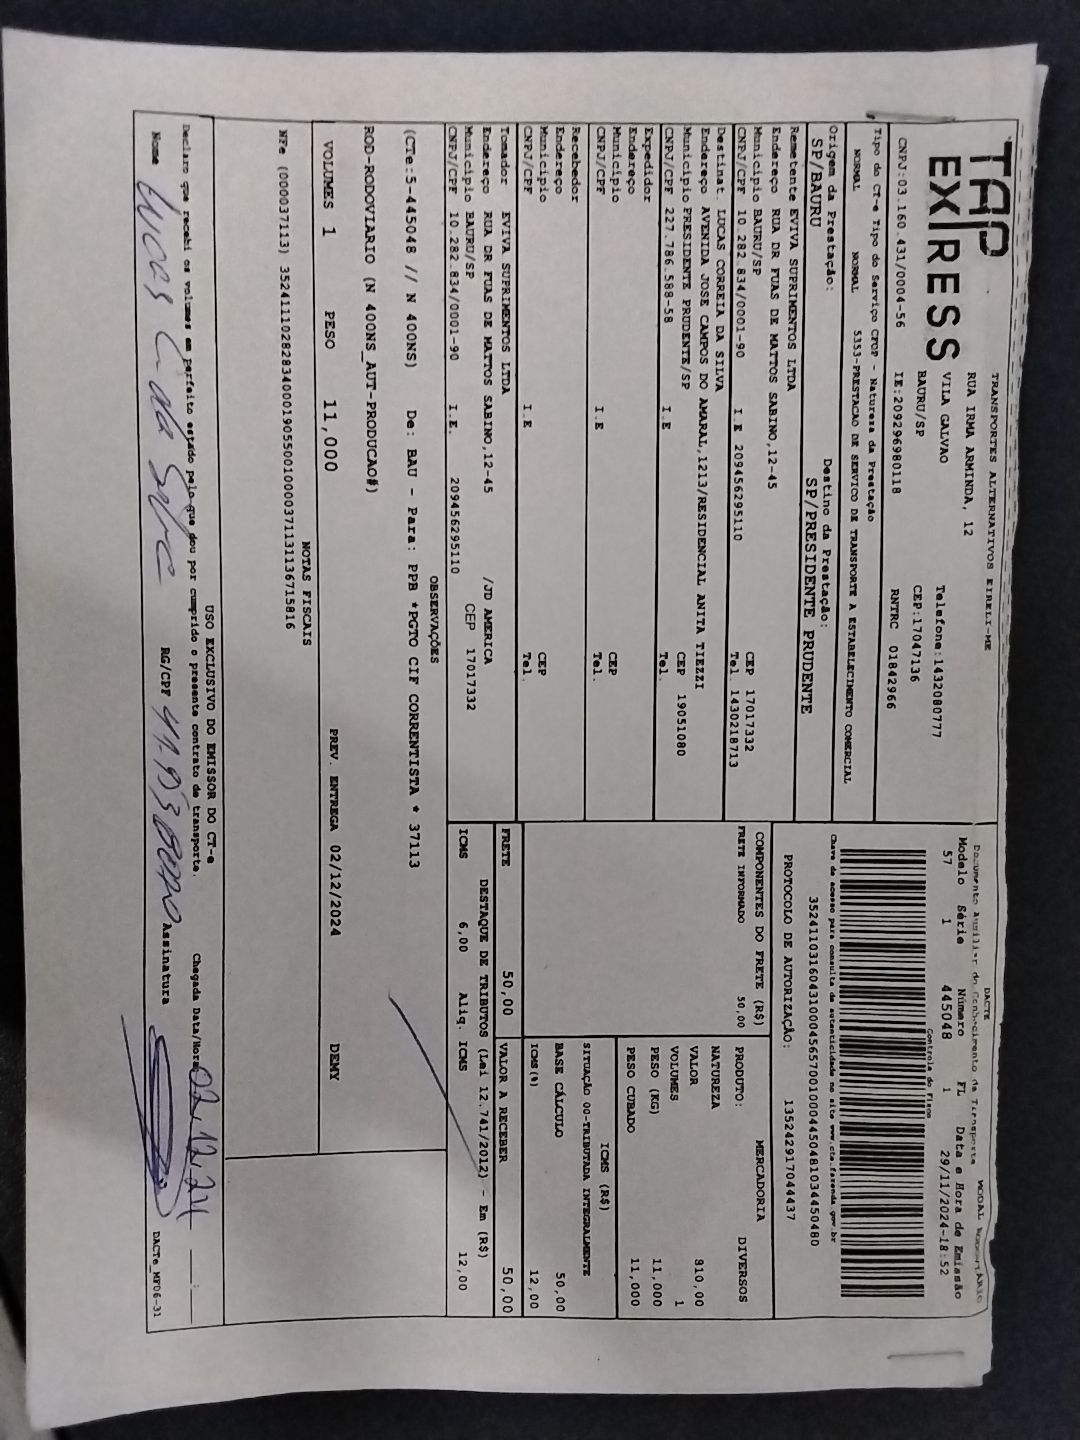 TAP
EXPRESS
TRANSPORTES ALTERNATIVOS EIRELI-ME
RUA IRMA ARMINDA, 12
VILA GALVAO Telefone:1432080777
BAURU/SP CEP:17047136
CNPJ:03.160.431/0004-56 IE:209296980118 RNTRC 01842966
Tipo do CT-e Tipo do Serviço CFOP - Natureza da Prestação
NORMAL NORMAL 5353-PRESTACAO DE SERVICO DE TRANSPORTE A ESTABELECIMENTO COMERCIAL
Origem da Prestação: Destino da Prestação:
SP/BAURU SP/PRESIDENTE PRUDENTE
Remetente EVIVA SUPRIMENTOS LTDA
Endereço RUA DR FUAS DE MATTOS SABINO,12-45
Município BAURU/SP CEP 17017332
CNPJ/CPF 10.282.834/0001-90 I.E 209456295110 Tel. 1430218713
Destinat. LUCAS CORREIA DA SILVA
Endereço AVENIDA JOSE CAMPOS DO AMARAL,1213/RESIDENCIAL ANITA TIEZZI
Município PRESIDENTE PRUDENTE/SP CEP 19051080
CNPJ/CPF 227.786.588-58 I.E Tel.
Expedidor
Endereço
Município CEP
CNPJ/CPF I.E Tel.
Recebedor
Endereço
Município CEP
CNPJ/CPF I.E Tel.
Tomador EVIVA SUPRIMENTOS LTDA
Endereço RUA DR FUAS DE MATTOS SABINO,12-45 /JD AMERICA
Município BAURU/SP CEP 17017332
CNPJ/CPF 10.282.834/0001-90 I.E. 209456295110
DACTE
Documento Auxiliar do Conhecimento de Transporte MODAL RODOVIÁRIO
Modelo Série Número FL Data e Hora de Emissão
57 1 445048 1 29/11/2024-18:52
Controle do Fisco
Chave de acesso para consulta de autenticidade no site www.cte.fazenda.gov.br
35241103160431000456570010004450481034450480
PROTOCOLO DE AUTORIZAÇÃO: 135242917044437
COMPONENTES DO FRETE (R$)
FRETE INFORMADO 50,00
MERCADORIA
PRODUTO: DIVERSOS
NATUREZA
VALOR 810,00
VOLUMES 1
PESO (KG) 11,000
PESO CUBADO 11,000
ICMS (R$)
SITUAÇÃO 00-TRIBUTADA INTEGRALMENTE
BASE CÁLCULO 50,00
ICMS(%) 12,00
FRETE 50,00 VALOR A RECEBER 50,00
DESTAQUE DE TRIBUTOS (Lei 12.741/2012) - Em (R$)
ICMS 6,00 Aliq. ICMS 12,00
OBSERVAÇÕES
(CTe:5-445048 // N 400NS) De: BAU - Para: PPB *PGTO CIF CORRENTISTA * 37113
ROD-RODOVIARIO (N 400NS_AUT-PRODUCAO#)
VOLUMES 1 PESO 11,000 PREV. ENTREGA 02/12/2024 DEMY
NOTAS FISCAIS
NFe (000037113) 35241110282834000190550010000371131136715816
USO EXCLUSIVO DO EMISSOR DO CT-e
Declaro que recebi os volumes em perfeito estado pelo que dou por cumprido o presente contrato de transporte. Chegada Data/Hora 02.12.24 __:__
Nome Lucas C. da Silva RG/CPF Assinatura DACTe_MF06-31